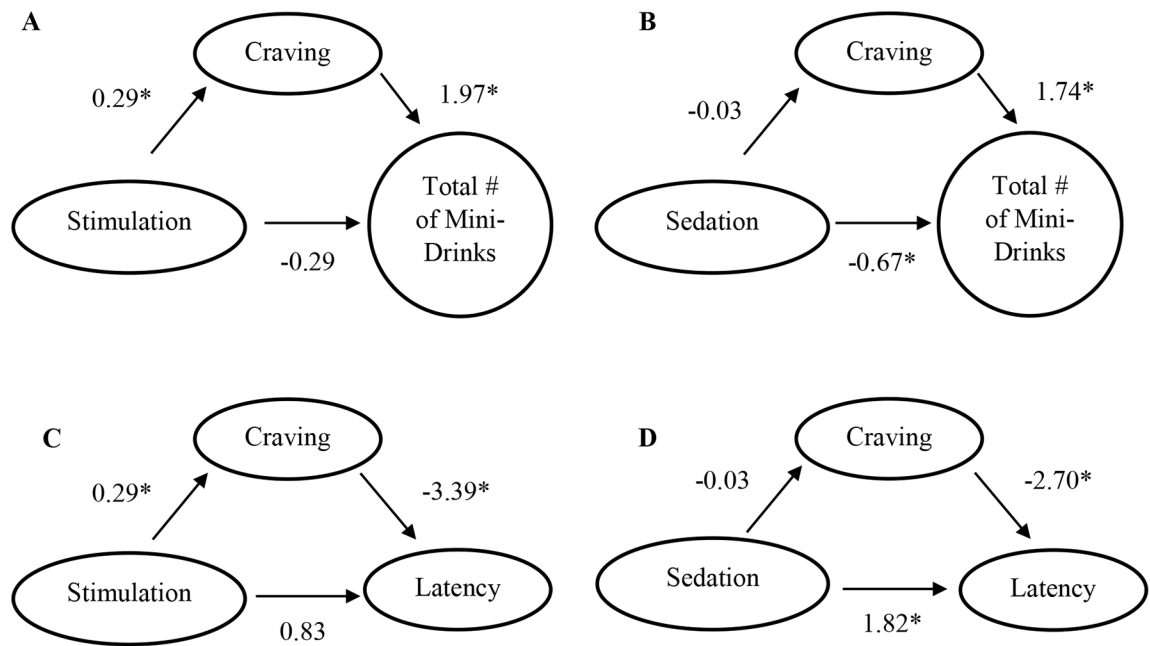 A
Craving
0.29*
1.97*
Stimulation
Total #
of Mini-
Drinks
-0.29
B
Craving
-0.03
1.74*
Sedation
Total #
of Mini-
Drinks
-0.67*
C
Craving
0.29*
-3.39*
Stimulation
Latency
0.83
D
Craving
-0.03
-2.70*
Sedation
Latency
1.82*